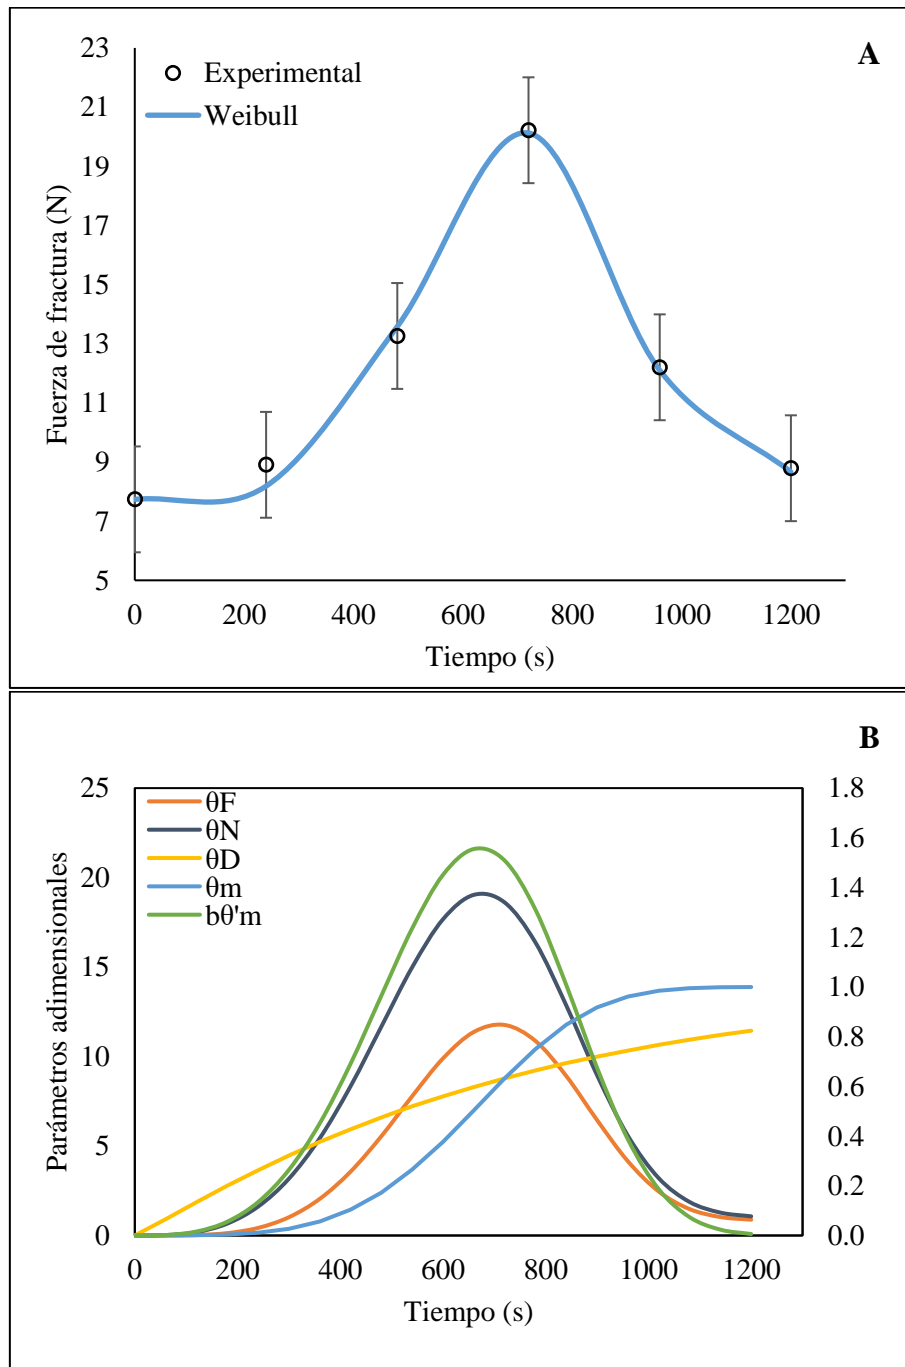 A
Experimental
Weibull
23
21
19
17
15
13
11
9
7
5
Fuerza de fractura (N)
0 200 400 600 800 1000 1200
Tiempo (s)
B
θF
θN
θD
θm
bθ'm
25
20
15
10
5
0
Parámetros adimensionales
1.8
1.6
1.4
1.2
1.0
0.8
0.6
0.4
0.2
0.0
0 200 400 600 800 1000 1200
Tiempo (s)